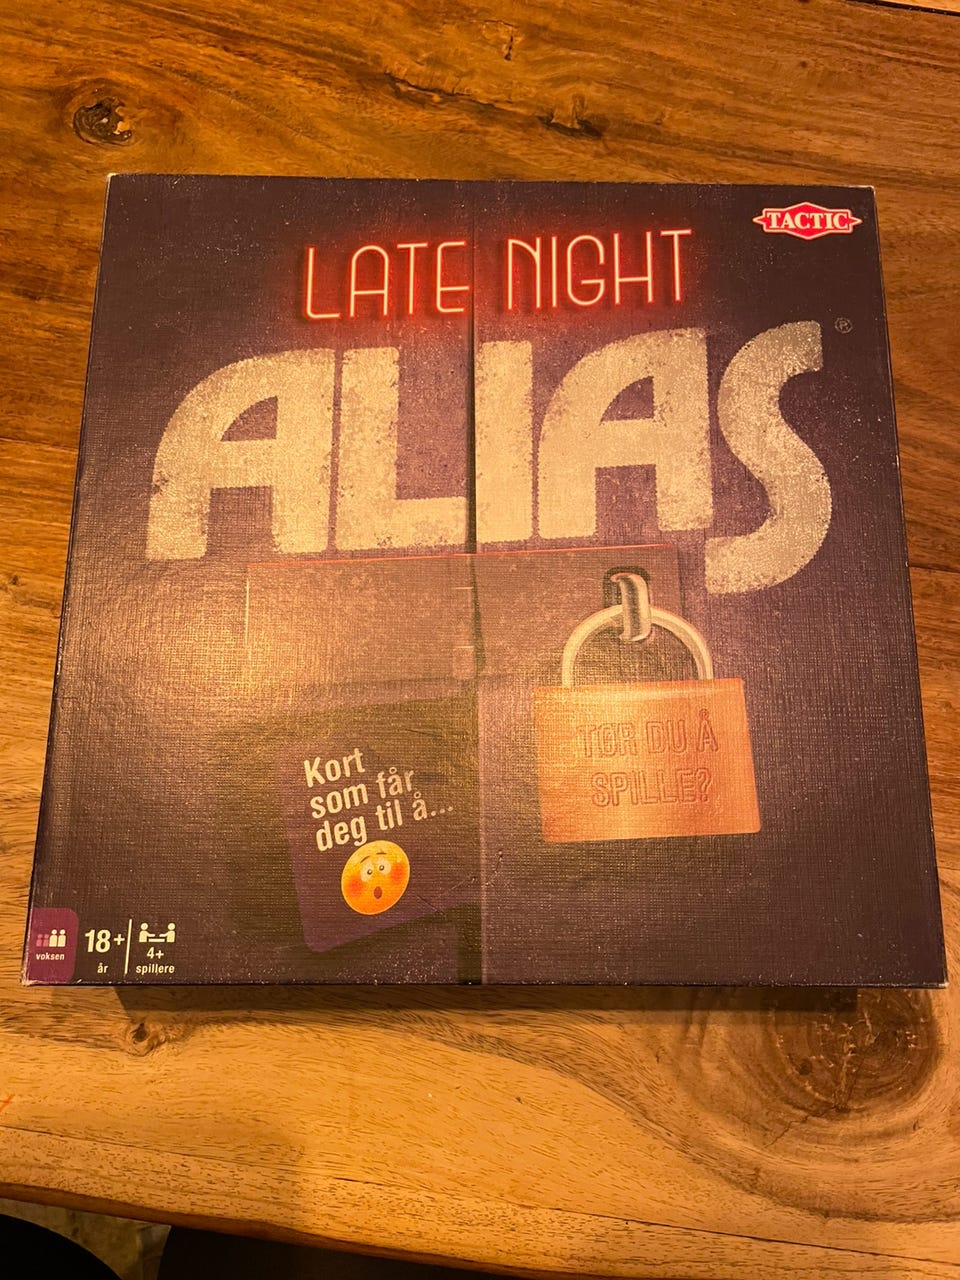 TACTIC
LATE NIGHT
ALIAS®
TØR DU Å
SPILLE?
Kort
som får
deg til å...
voksen
18+
år
4+
spillere